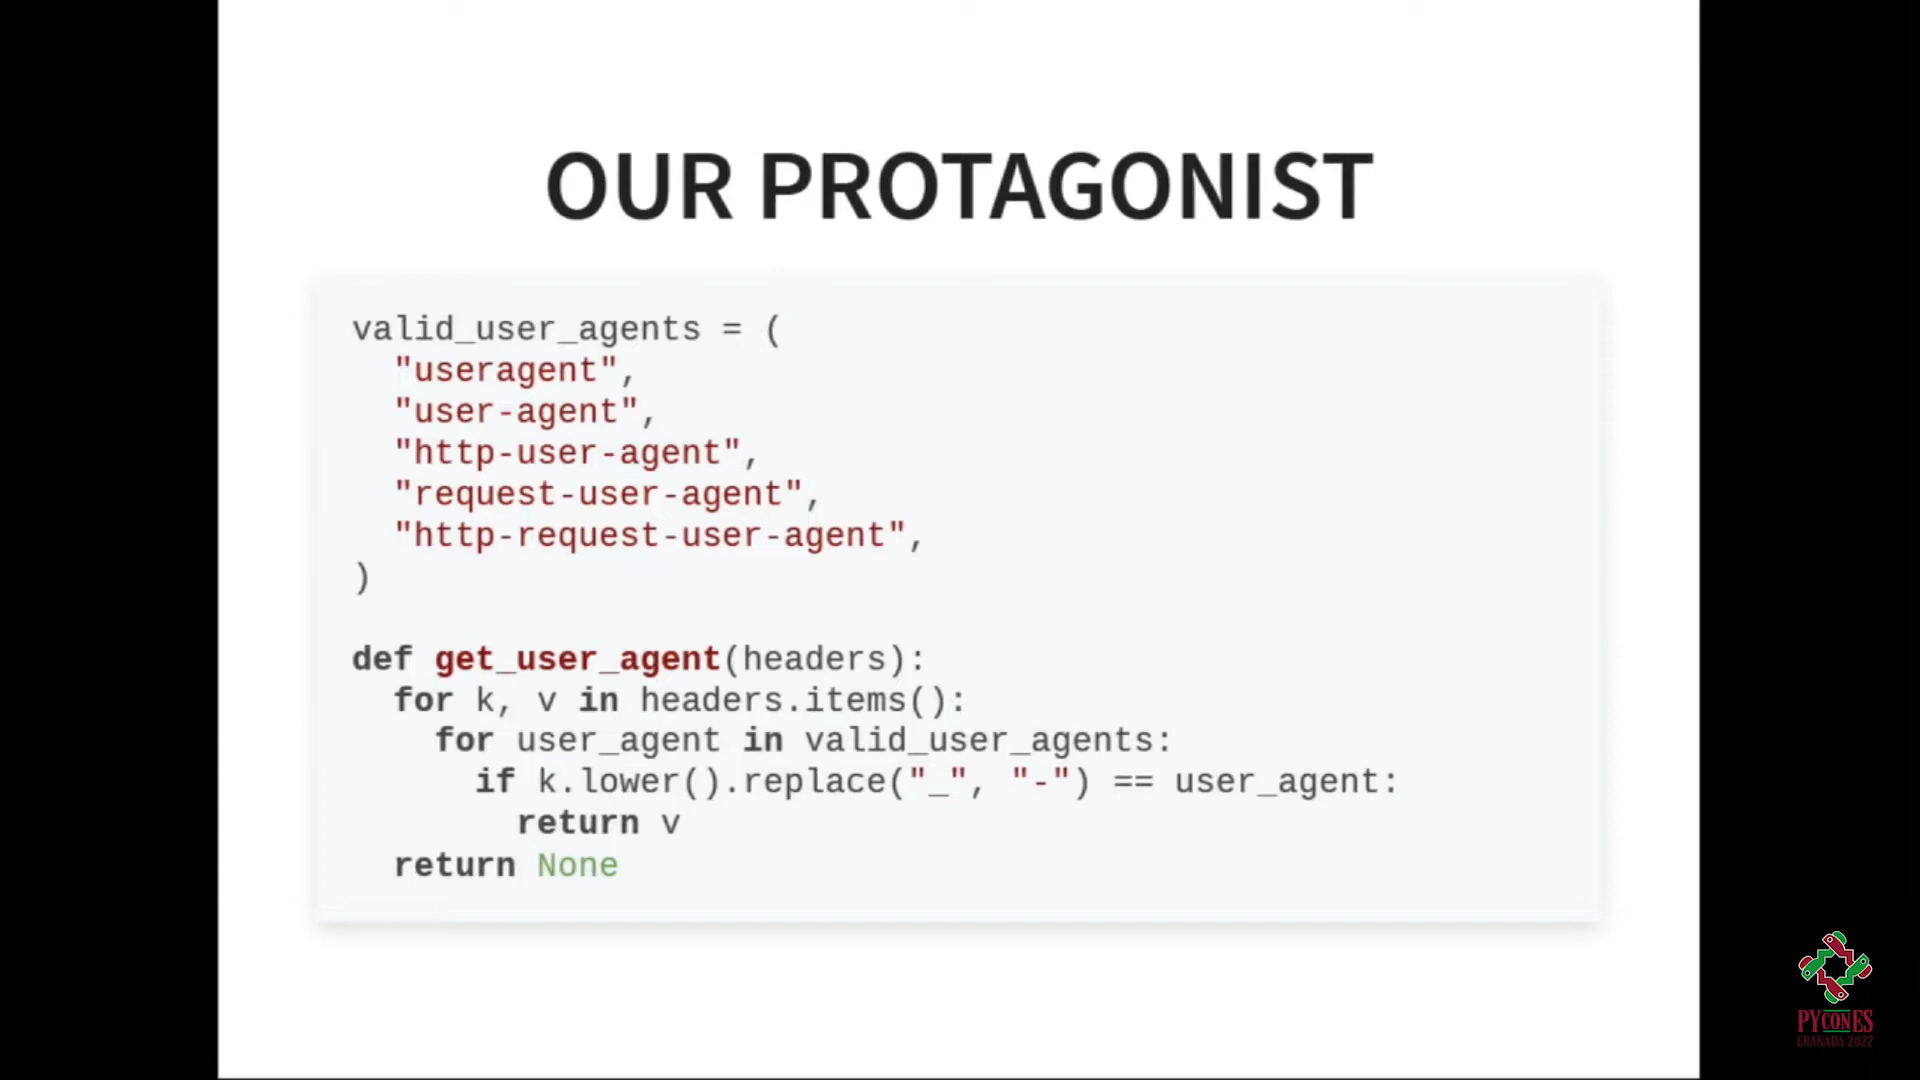 OUR PROTAGONIST
valid_user_agents = (
  "useragent",
  "user-agent",
  "http-user-agent",
  "request-user-agent",
  "http-request-user-agent",
)
def get_user_agent(headers):
  for k, v in headers.items():
    for user_agent in valid_user_agents:
      if k.lower().replace("_", "-") == user_agent:
        return v
  return None
PYCONES
GRANADA 2022